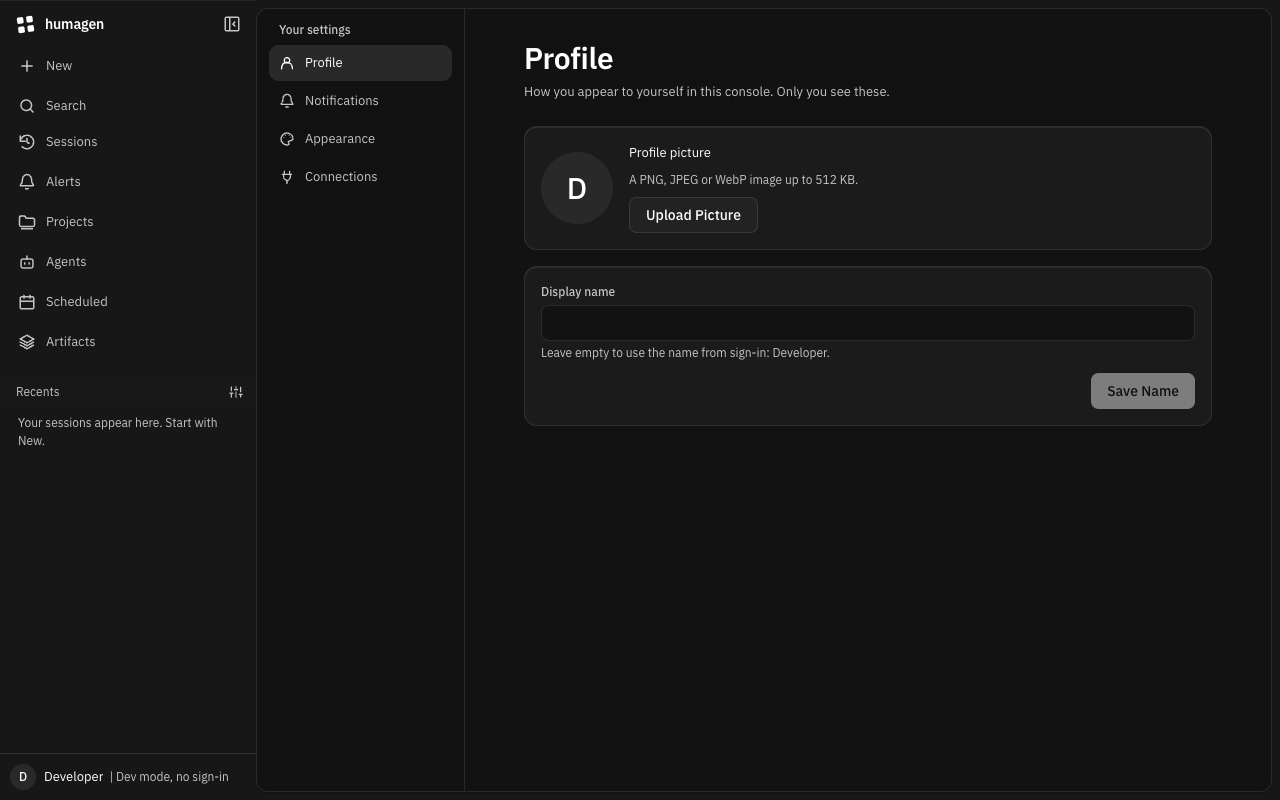 humagen
New
Search
Sessions
Alerts
Projects
Agents
Scheduled
Artifacts
Recents
Your sessions appear here. Start with
New.
D
Developer | Dev mode, no sign-in
Your settings
Profile
Notifications
Appearance
Connections
Profile
How you appear to yourself in this console. Only you see these.
D
Profile picture
A PNG, JPEG or WebP image up to 512 KB.
Upload Picture
Display name
Leave empty to use the name from sign-in: Developer.
Save Name